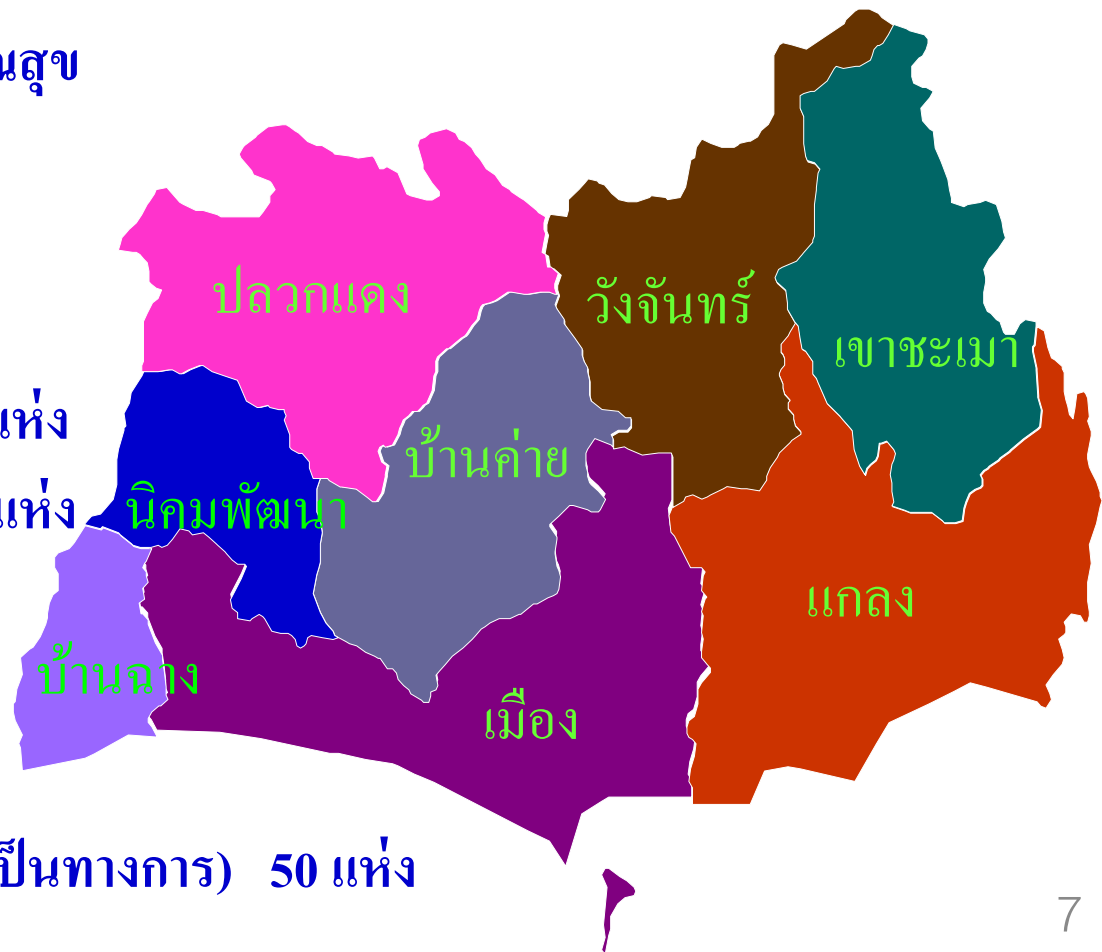 ณสุข
ปลวกแดง
วังจันทร์
เขาชะเมา
แห่ง
บ้านค่าย
แห่ง
นิคมพัฒนา
แกลง
บ้านฉาง
เมือง
เป็นทางการ) 50 แห่ง
7